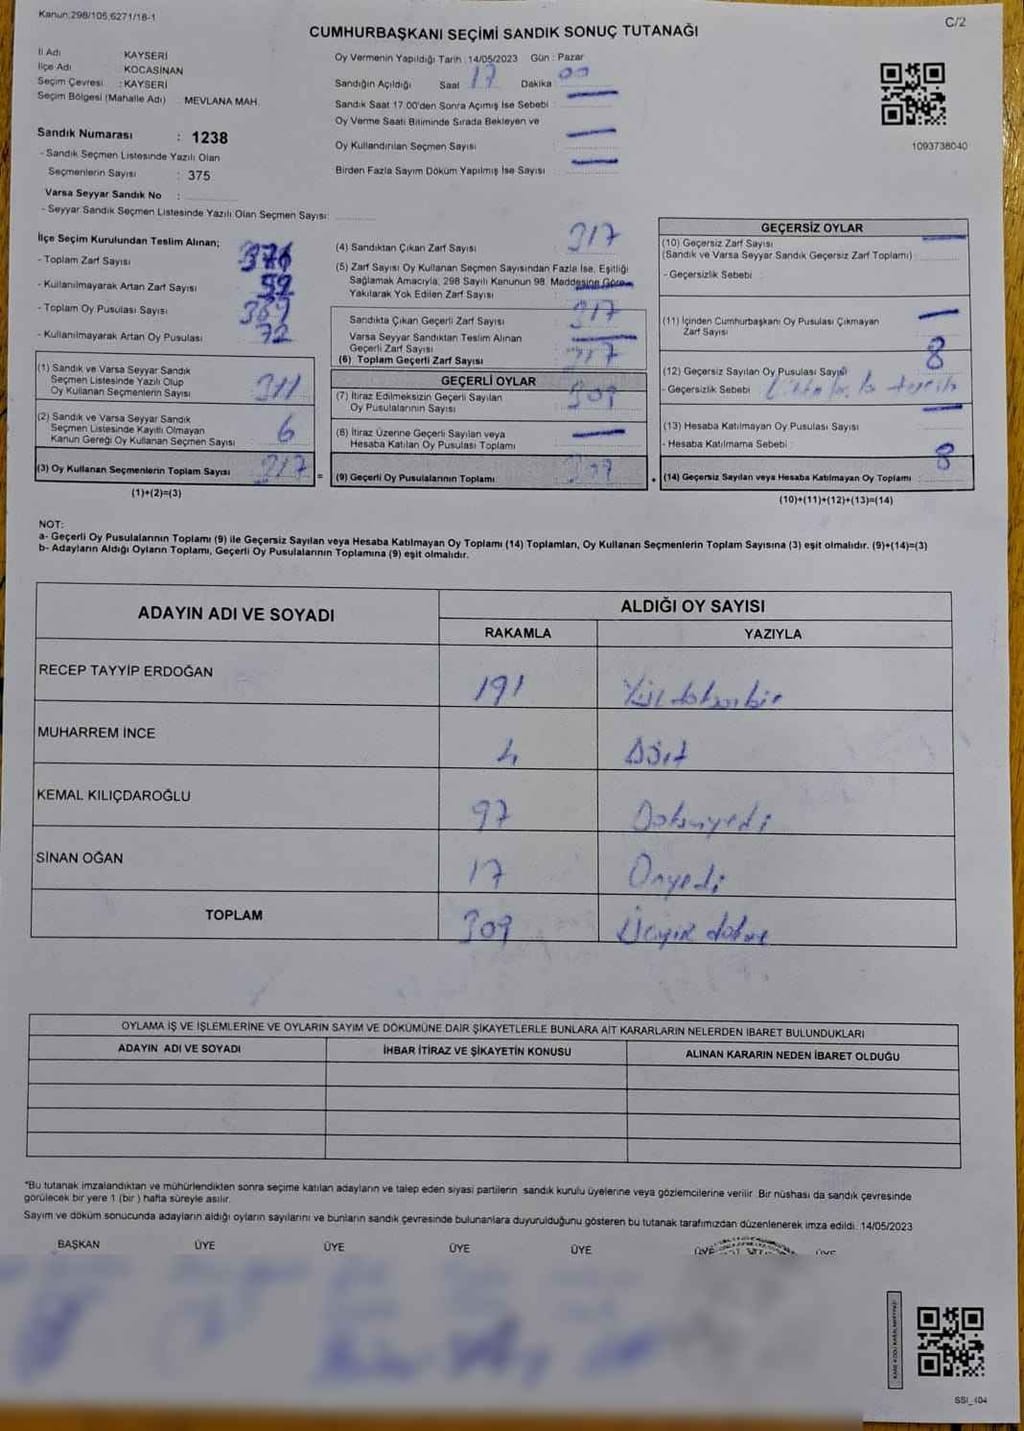 Kanun.298/105,6271/18-1
C/2
CUMHURBAŞKANI SEÇİMİ SANDIK SONUÇ TUTANAĞI
İl Adı KAYSERİ
İlçe Adı KOCASİNAN
Seçim Çevresi : KAYSERİ
Seçim Bölgesi (Mahalle Adı) MEVLANA MAH.
Sandık Numarası : 1238
- Sandık Seçmen Listesinde Yazılı Olan
Seçmenlerin Sayısı : 375
Varsa Seyyar Sandık No :
- Seyyar Sandık Seçmen Listesinde Yazılı Olan Seçmen Sayısı:
Oy Vermenin Yapıldığı Tarih : 14/05/2023 Gün : Pazar
Sandığın Açıldığı Saat 17 Dakika 00
Sandık Saat 17.00'den Sonra Açımış İse Sebebi
Oy Verme Saati Bitiminde Sırada Bekleyen ve
Oy Kullandırılan Seçmen Sayısı
Birden Fazla Sayım Döküm Yapılmış İse Sayısı
1093738040
İlçe Seçim Kurulundan Teslim Alınan;
- Toplam Zarf Sayısı 376
- Kullanılmayarak Artan Zarf Sayısı
- Toplam Oy Pusulası Sayısı 389
- Kullanılmayarak Artan Oy Pusulası 72
(1) Sandık ve Varsa Seyyar Sandık
Seçmen Listesinde Yazılı Olup
Oy Kullanan Seçmenlerin Sayısı 311
(2) Sandık ve Varsa Seyyar Sandık
Seçmen Listesinde Kayıtlı Olmayan
Kanun Gereği Oy Kullanan Seçmen Sayısı 6
(3) Oy Kullanan Seçmenlerin Toplam Sayısı 317 =
(1)+(2)=(3)
(4) Sandıktan Çıkan Zarf Sayısı 317
(5) Zarf Sayısı Oy Kullanan Seçmen Sayısından Fazla İse, Eşitliği
Sağlamak Amacıyla, 298 Sayılı Kanunun 98. Maddesine Göre
Yakılarak Yok Edilen Zarf Sayısı
Sandıkta Çıkan Geçerli Zarf Sayısı 317
Varsa Seyyar Sandıktan Teslim Alınan
Geçerli Zarf Sayısı
(6) Toplam Geçerli Zarf Sayısı 317
GEÇERLİ OYLAR
(7) İtiraz Edilmeksizin Geçerli Sayılan
Oy Pusulalarının Sayısı 309
(8) İtiraz Üzerine Geçerli Sayılan veya
Hesaba Katılan Oy Pusulası Toplamı
(9) Geçerli Oy Pusulalarının Toplamı 309
GEÇERSİZ OYLAR
(10) Geçersiz Zarf Sayısı
(Sandık ve Varsa Seyyar Sandık Geçersiz Zarf Toplamı)
- Geçersizlik Sebebi
(11) İçinden Cumhurbaşkanı Oy Pusulası Çıkmayan
Zarf Sayısı
(12) Geçersiz Sayılan Oy Pusulası Sayısı 8
- Geçersizlik Sebebi
(13) Hesaba Katılmayan Oy Pusulası Sayısı
- Hesaba Katılmama Sebebi
(14) Geçersiz Sayılan veya Hesaba Katılmayan Oy Toplamı 8
(10)+(11)+(12)+(13)=(14)
NOT:
a- Geçerli Oy Pusulalarının Toplamı (9) ile Geçersiz Sayılan veya Hesaba Katılmayan Oy Toplamı (14) Toplamları, Oy Kullanan Seçmenlerin Toplam Sayısına (3) eşit olmalıdır. (9)+(14)=(3)
b- Adayların Aldığı Oyların Toplamı, Geçerli Oy Pusulalarının Toplamına (9) eşit olmalıdır.
ADAYIN ADI VE SOYADI
ALDIĞI OY SAYISI
RAKAMLA YAZIYLA
RECEP TAYYİP ERDOĞAN 191 Yüz doksan bir
MUHARREM İNCE 4 Dört
KEMAL KILIÇDAROĞLU 97 Doksanyedi
SİNAN OĞAN 17 Onyedi
TOPLAM 309 Üçyüz dokuz
OYLAMA İŞ VE İŞLEMLERİNE VE OYLARIN SAYIM VE DÖKÜMÜNE DAİR ŞİKAYETLERLE BUNLARA AİT KARARLARIN NELERDEN İBARET BULUNDUKLARI
ADAYIN ADI VE SOYADI İHBAR İTİRAZ VE ŞİKAYETİN KONUSU ALINAN KARARIN NEDEN İBARET OLDUĞU
*Bu tutanak imzalandıktan ve mühürlendikten sonra seçime katılan adayların ve talep eden siyasi partilerin sandık kurulu üyelerine veya gözlemcilerine verilir. Bir nüshası da sandık çevresinde
görülecek bir yere 1 (bir) hafta süreyle asılır.
Sayım ve döküm sonucunda adayların aldığı oyların sayılarını ve bunların sandık çevresinde bulunanlara duyurulduğunu gösteren bu tutanak tarafımızdan düzenlenerek imza edildi. 14/05/2023
BAŞKAN ÜYE ÜYE ÜYE ÜYE ÜYE ÜYE
SSI_404